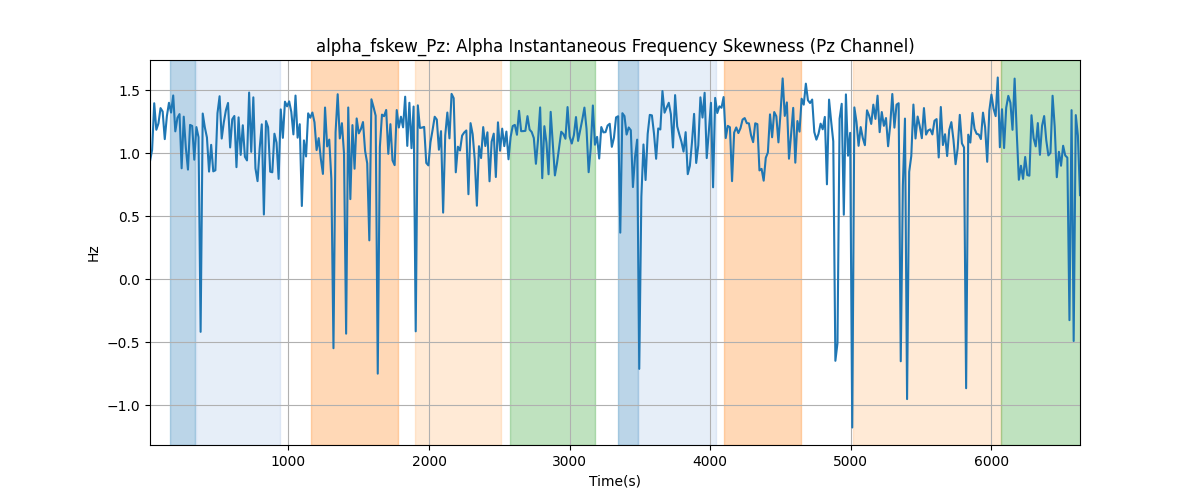 alpha_fskew_Pz: Alpha Instantaneous Frequency Skewness (Pz Channel)
1.5
1.0
0.5
0.0
−0.5
−1.0
Hz
1000 2000 3000 4000 5000 6000
Time(s)